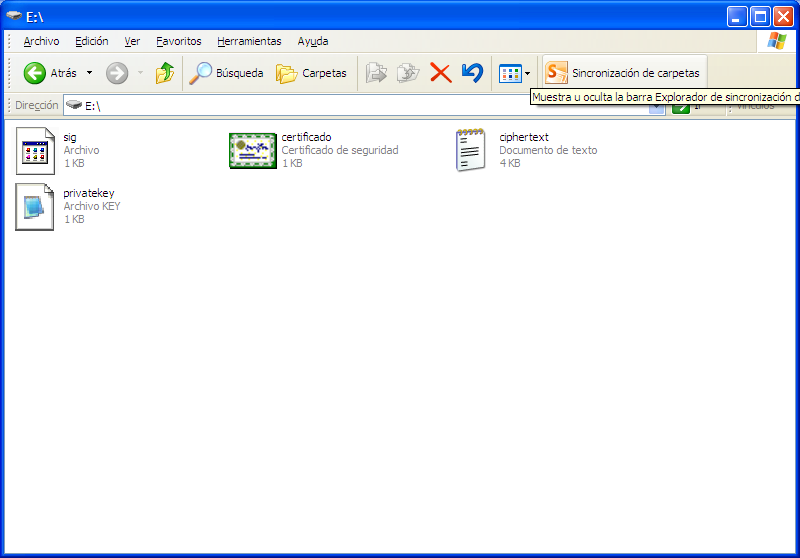 E:\
Archivo Edición Ver Favoritos Herramientas Ayuda
Atrás Búsqueda Carpetas Sincronización de carpetas
Muestra u oculta la barra Explorador de sincronización d
Dirección E:\
sig
Archivo
1 KB
certificado
Certificado de seguridad
1 KB
ciphertext
Documento de texto
4 KB
privatekey
Archivo KEY
1 KB